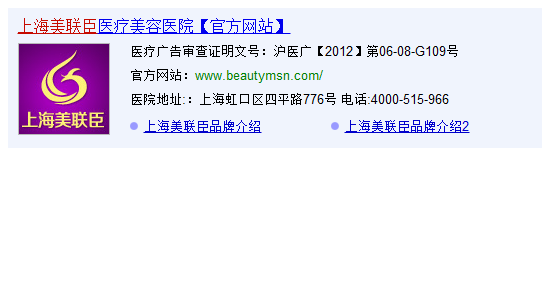 上海美联臣医疗美容医院【官方网站】
医疗广告审查证明文号：沪医广【2012】第06-08-G109号
官方网站：www.beautymsn.com/
医院地址:：上海虹口区四平路776号 电话:4000-515-966
上海美联臣
上海美联臣品牌介绍 上海美联臣品牌介绍2